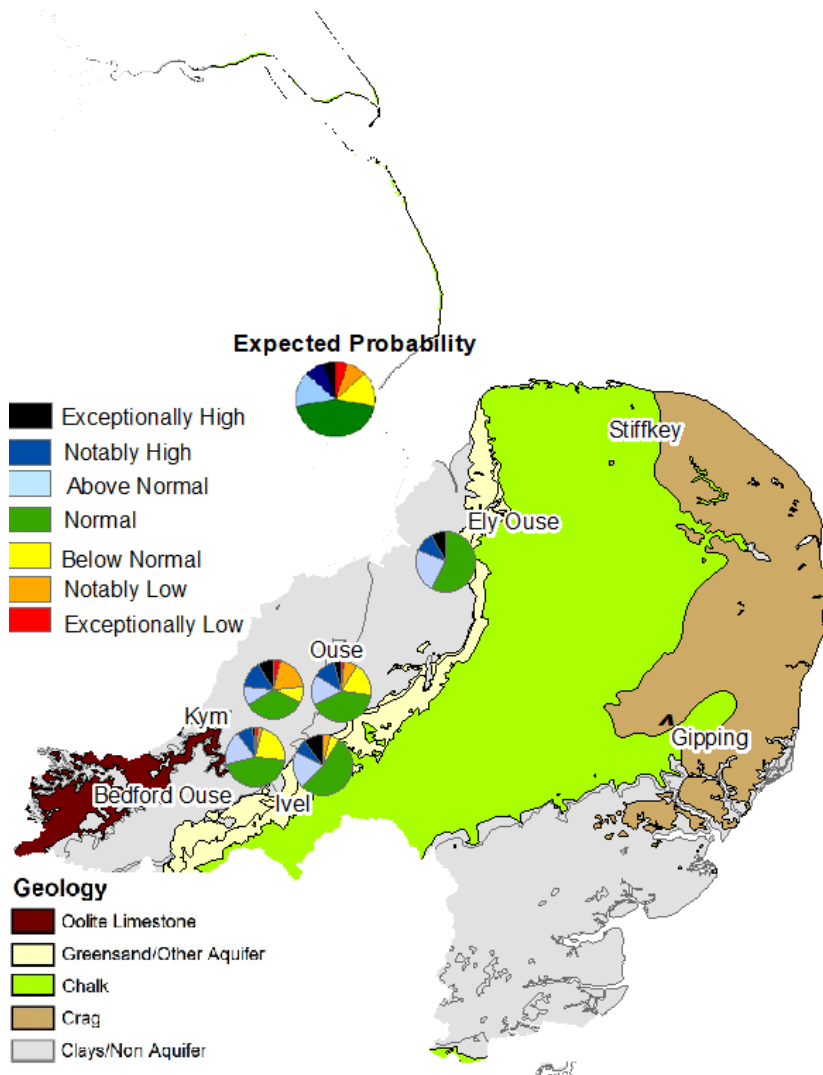 Expected Probability
Exceptionally High
Notably High
Above Normal
Normal
Below Normal
Notably Low
Exceptionally Low
Stiffkey
Ely Ouse
Ouse
Kym
Gipping
Bedford Ouse
Ivel
Geology
Oolite Limestone
Greensand/Other Aquifer
Chalk
Crag
Clays/Non Aquifer